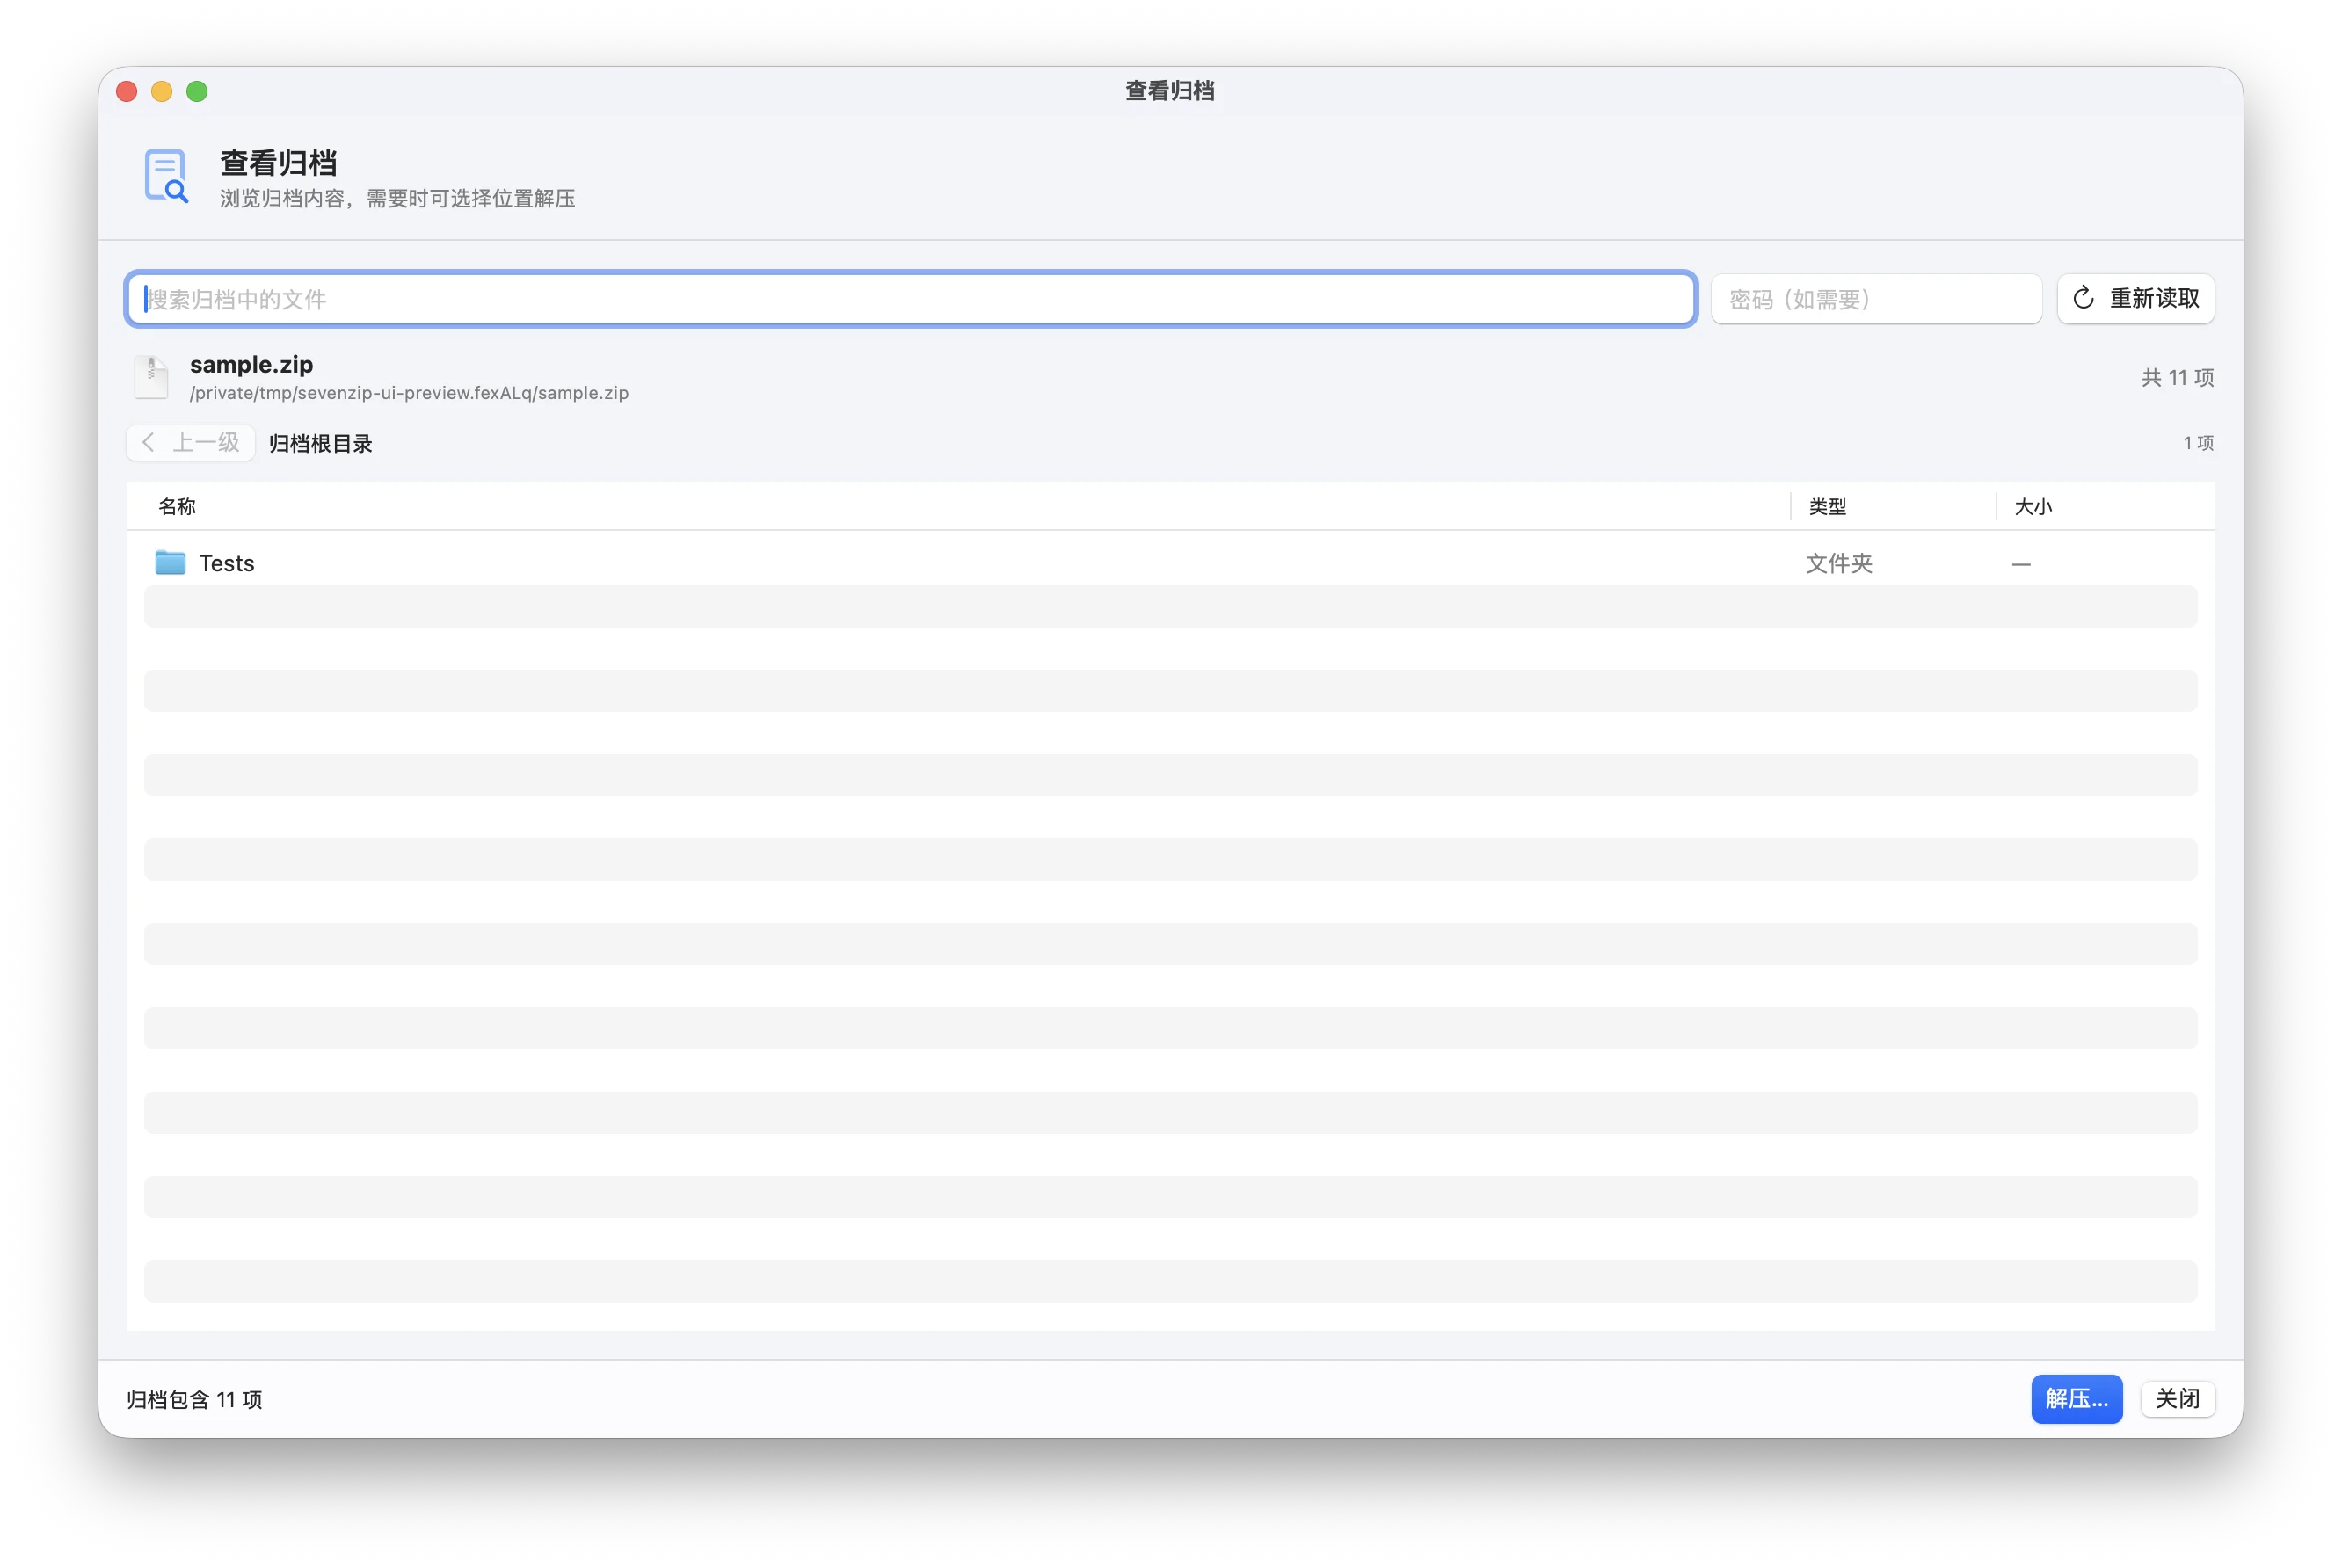 查看归档
查看归档
浏览归档内容，需要时可选择位置解压
搜索归档中的文件
密码（如需要）
重新读取
sample.zip
/private/tmp/sevenzip-ui-preview.fexALq/sample.zip
共 11 项
上一级
归档根目录
1 项
名称
类型
大小
Tests
文件夹
—
归档包含 11 项
解压...
关闭